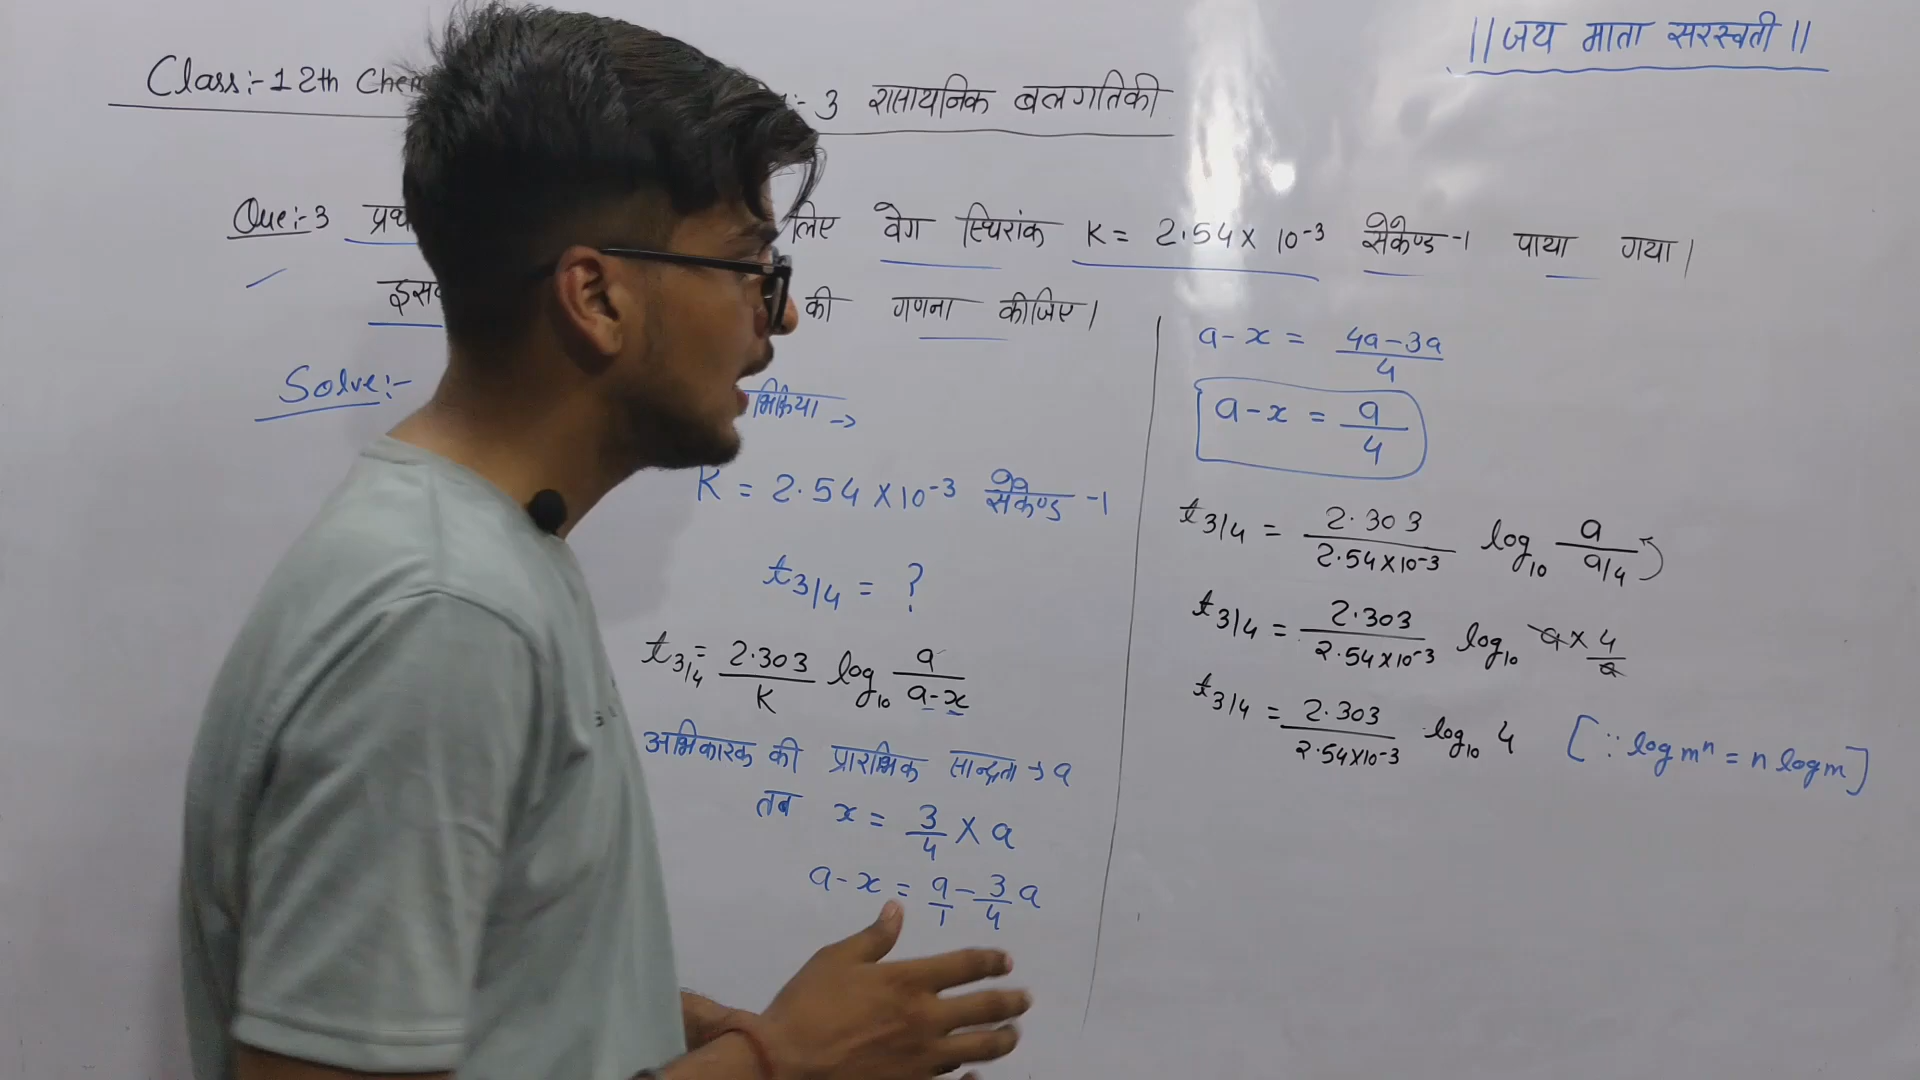 ||जय माता सरस्वती||
Class:-12th Chem :- 3 रासायनिक बलगतिकी
Que:-3 प्रथ लिए वेग स्थिरांक K = 2.54 × 10⁻³ सेकेण्ड⁻¹ पाया गया।
इस की गणना कीजिए।
Solve:-
भिक्रिया →
K = 2.54 × 10⁻³ सेकेण्ड⁻¹
t3/4 = ?
t3/4 = 2.303/K log₁₀ a/(a-x)
अभिकारक की प्रारम्भिक सान्द्रता → a
तब x = 3/4 × a
a-x = a/1 - 3/4 a
a-x = (4a-3a)/4
a-x = a/4
t3/4 = 2.303/(2.54×10⁻³) log₁₀ a/(a/4)
t3/4 = 2.303/(2.54×10⁻³) log₁₀ a × 4/a
t3/4 = 2.303/(2.54×10⁻³) log₁₀ 4 [∵ log mⁿ = n log m]